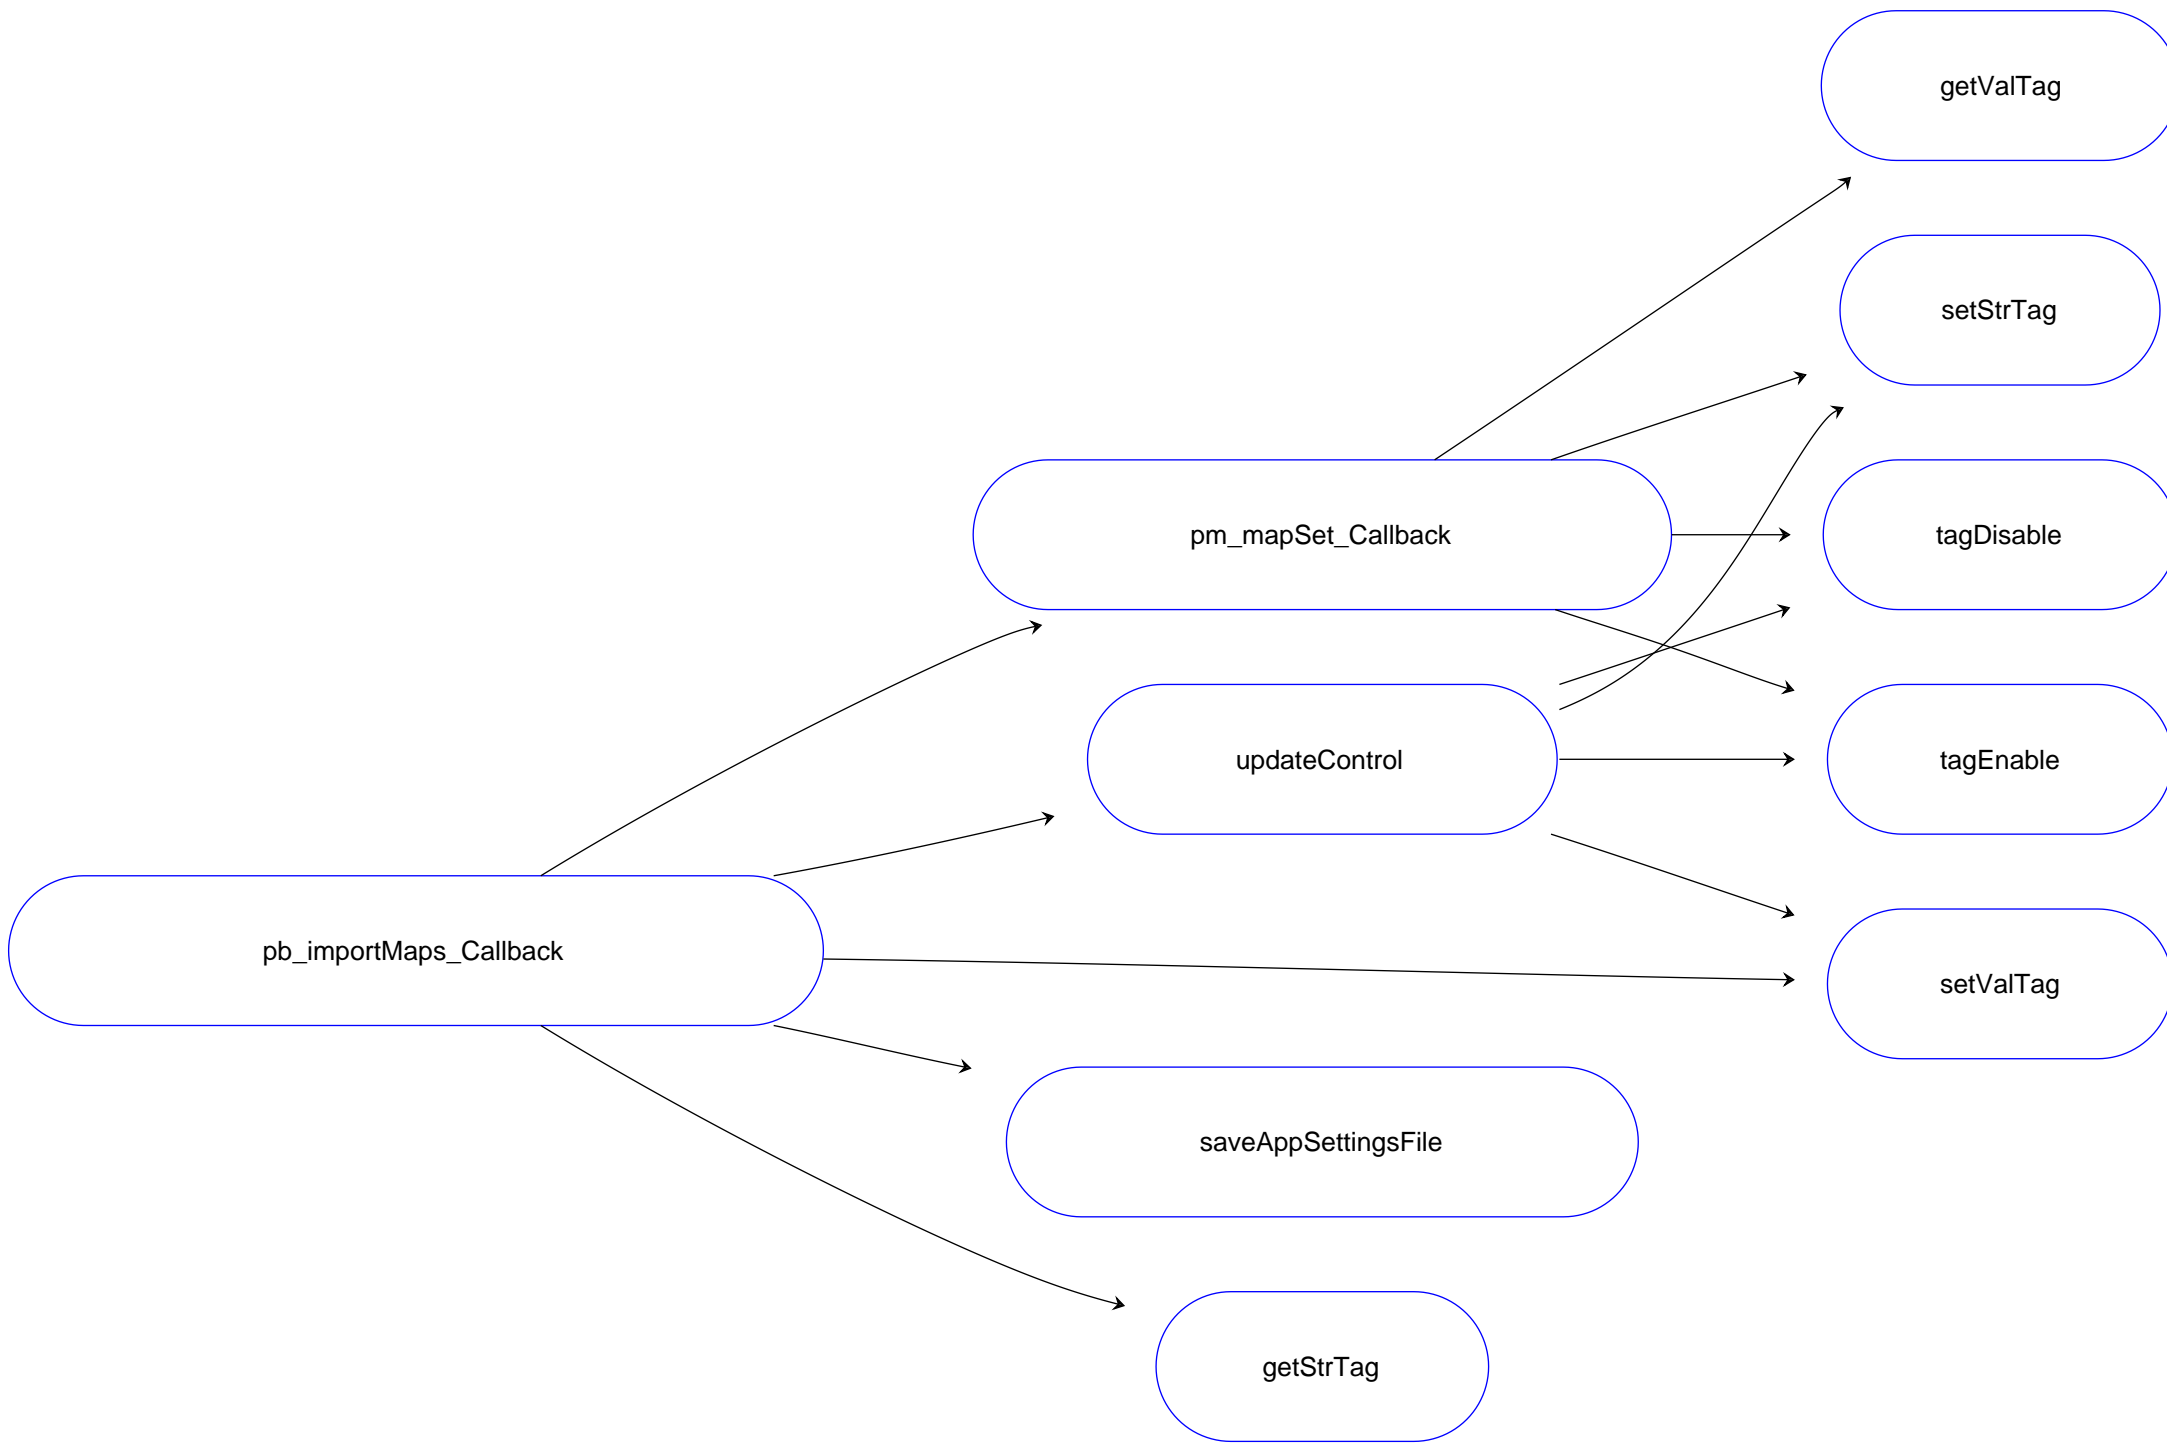 getValTag
setStrTag
pm_mapSet_Callback
tagDisable
updateControl
tagEnable
pb_importMaps_Callback
setValTag
saveAppSettingsFile
getStrTag